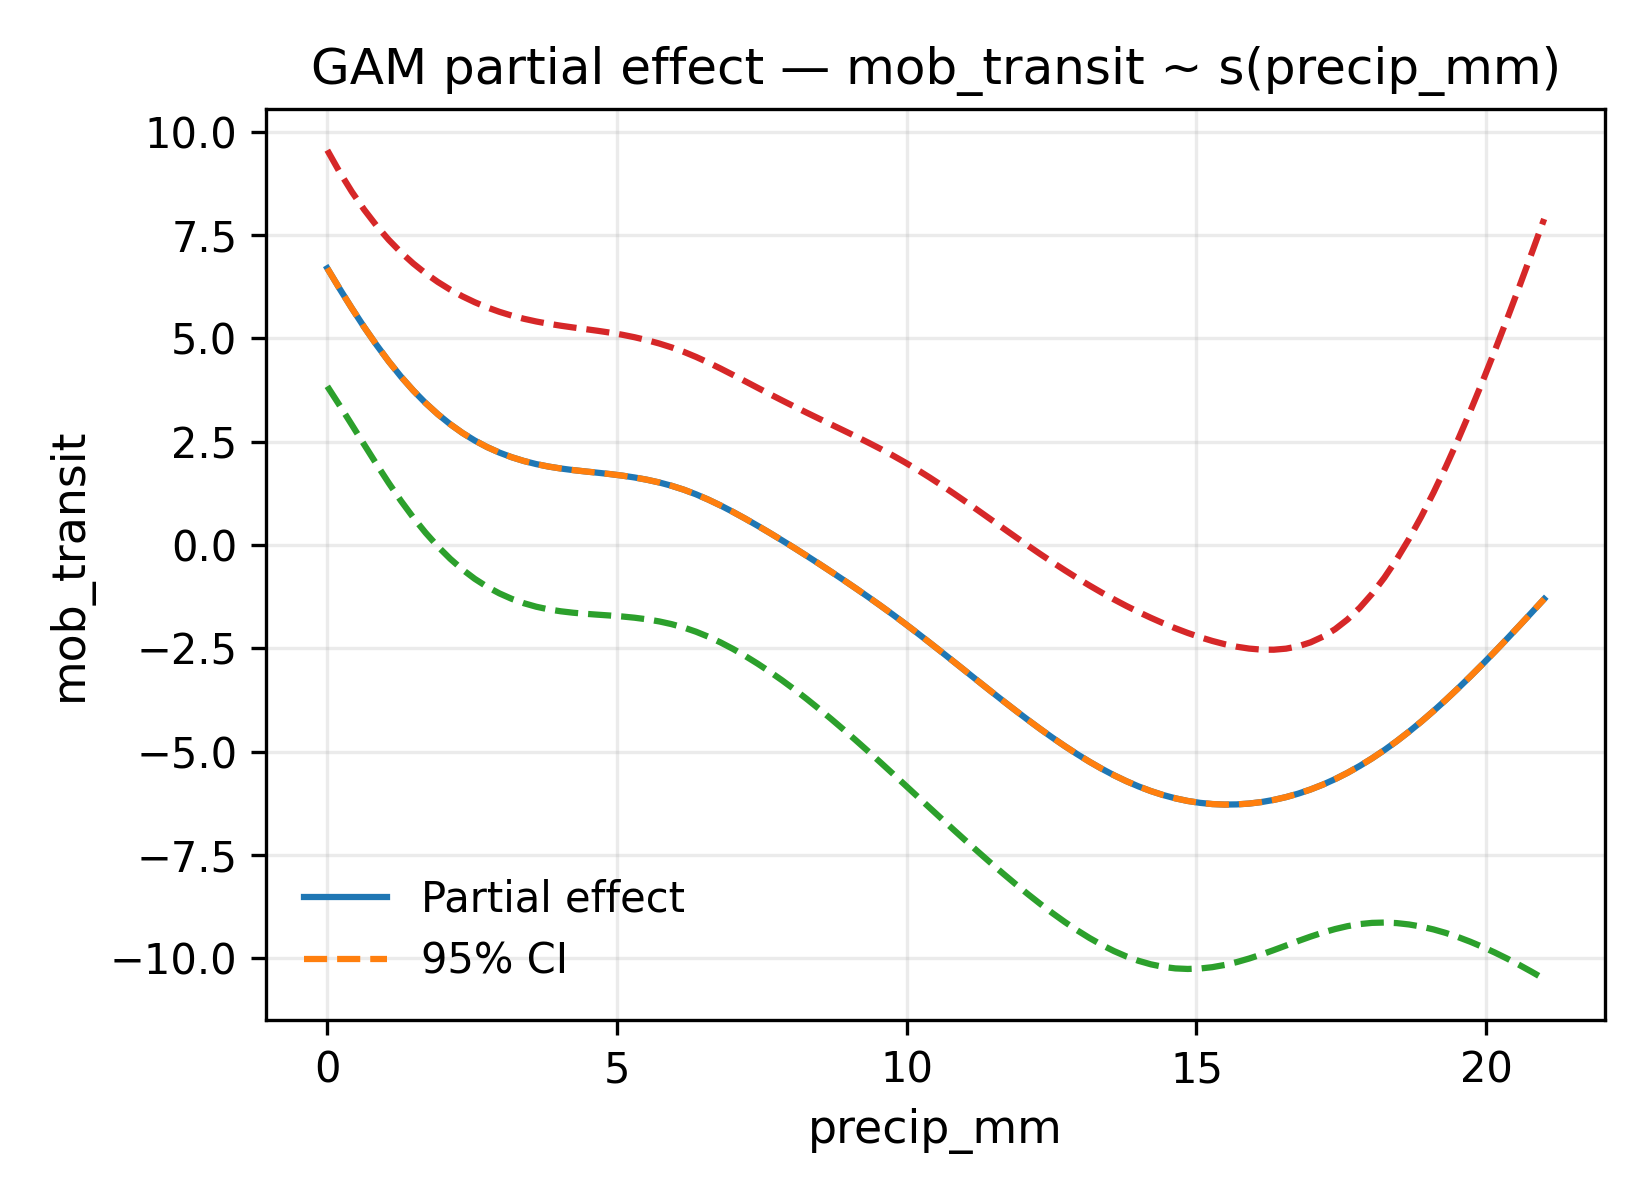 GAM partial effect — mob_transit ~ s(precip_mm)
10.0
7.5
5.0
2.5
0.0
−2.5
−5.0
−7.5
−10.0
mob_transit
Partial effect
95% CI
0 5 10 15 20
precip_mm